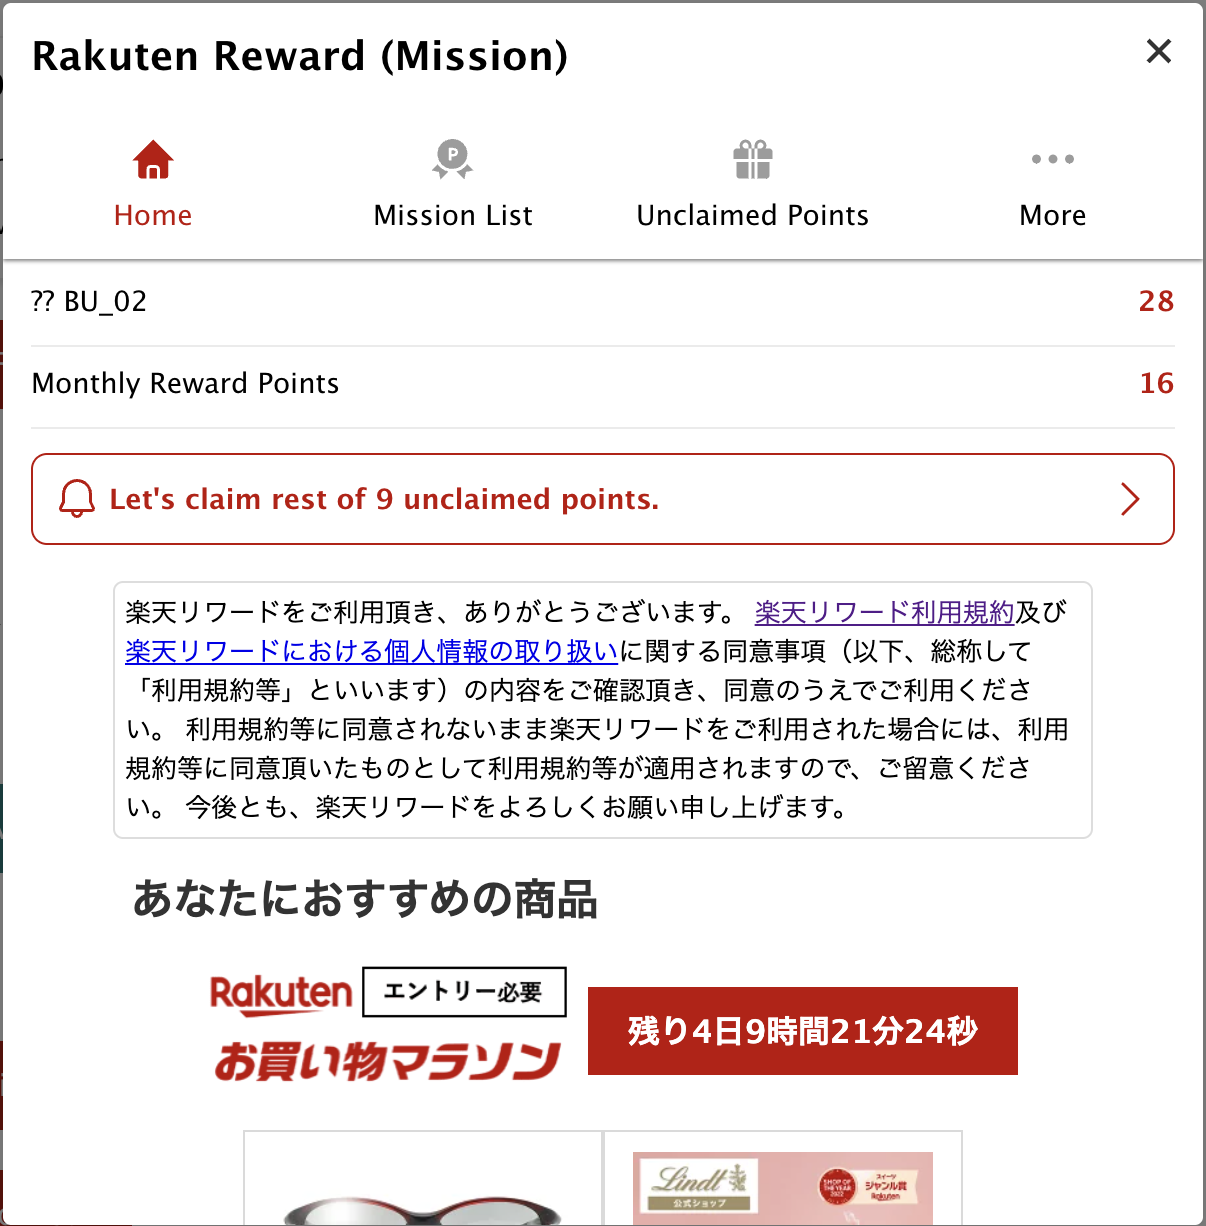 Rakuten Reward (Mission)
Home
Mission List
Unclaimed Points
More
?? BU_02
28
Monthly Reward Points
16
Let's claim rest of 9 unclaimed points.
楽天リワードをご利用頂き、ありがとうございます。 楽天リワード利用規約及び
楽天リワードにおける個人情報の取り扱いに関する同意事項（以下、総称して
「利用規約等」といいます）の内容をご確認頂き、同意のうえでご利用くださ
い。 利用規約等に同意されないまま楽天リワードをご利用された場合には、利用
規約等に同意頂いたものとして利用規約等が適用されますので、ご留意くださ
い。 今後とも、楽天リワードをよろしくお願い申し上げます。
あなたにおすすめの商品
Rakuten
エントリー必要
お買い物マラソン
残り4日9時間21分24秒
Lindt
公式ショップ
SHOP OF
THE YEAR
2022
スイーツ
ジャンル賞
Rakuten